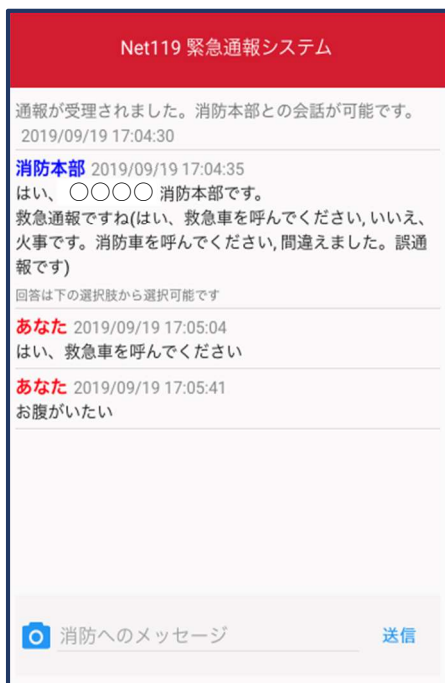 Net119 緊急通報システム
通報が受理されました。消防本部との会話が可能です。
2019/09/19 17:04:30
消防本部 2019/09/19 17:04:35
はい、 〇〇〇〇 消防本部です。
救急通報ですね(はい、救急車を呼んでください, いいえ、
火事です。消防車を呼んでください, 間違えました。誤通
報です)
回答は下の選択肢から選択可能です
あなた 2019/09/19 17:05:04
はい、救急車を呼んでください
あなた 2019/09/19 17:05:41
お腹がいたい
消防へのメッセージ 送信